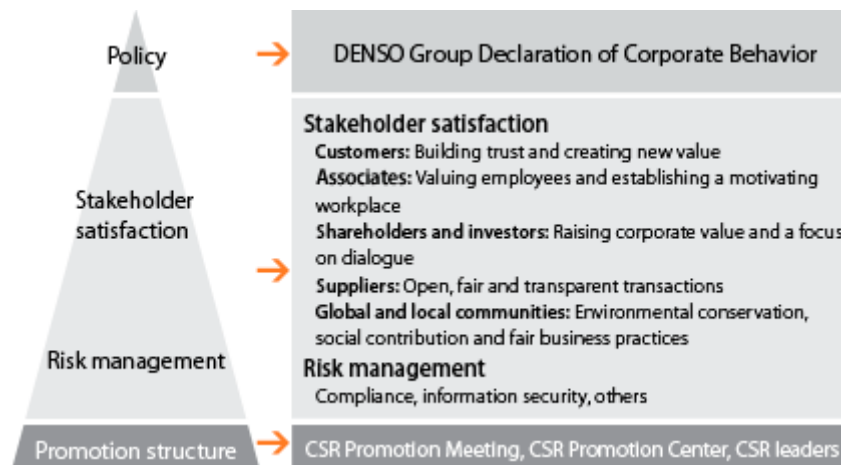 Policy
DENSO Group Declaration of Corporate Behavior
Stakeholder
satisfaction
Risk management
Stakeholder satisfaction
Customers: Building trust and creating new value
Associates: Valuing employees and establishing a motivating
workplace
Shareholders and investors: Raising corporate value and a focus
on dialogue
Suppliers: Open, fair and transparent transactions
Global and local communities: Environmental conservation,
social contribution and fair business practices
Risk management
Compliance, information security, others
Promotion structure
CSR Promotion Meeting, CSR Promotion Center, CSR leaders